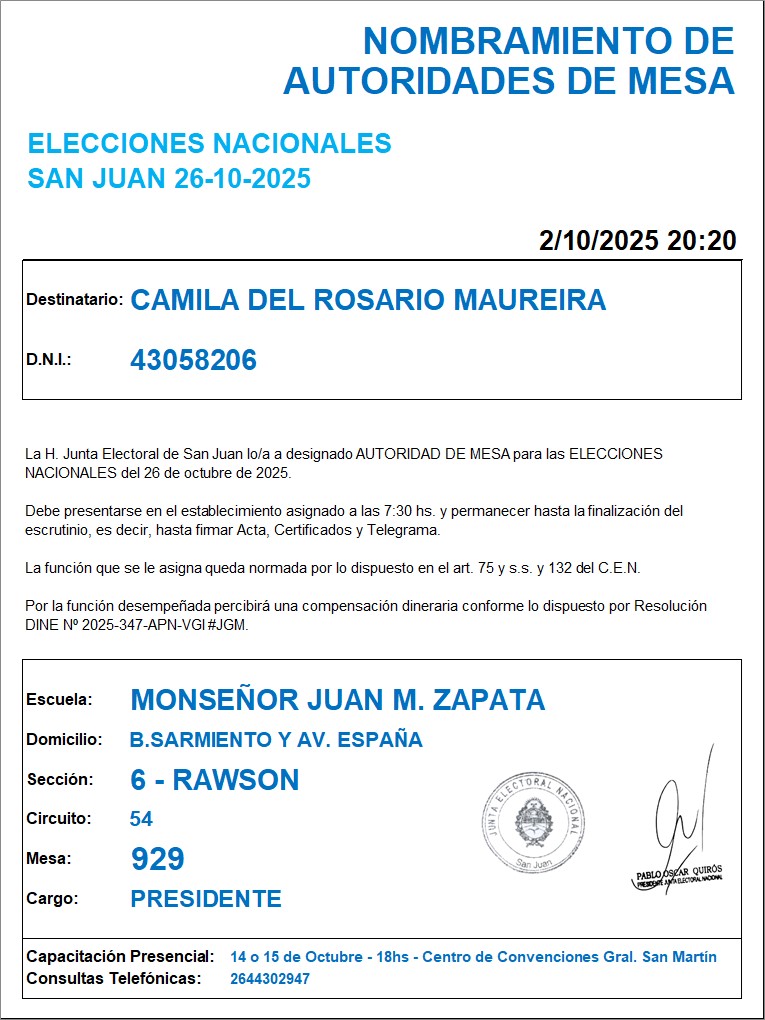 NOMBRAMIENTO DE
AUTORIDADES DE MESA
ELECCIONES NACIONALES
SAN JUAN 26-10-2025
2/10/2025 20:20
Destinatario: CAMILA DEL ROSARIO MAUREIRA
D.N.I.: 43058206
La H. Junta Electoral de San Juan lo/a a designado AUTORIDAD DE MESA para las ELECCIONES
NACIONALES del 26 de octubre de 2025.
Debe presentarse en el establecimiento asignado a las 7:30 hs. y permanecer hasta la finalización del
escrutinio, es decir, hasta firmar Acta, Certificados y Telegrama.
La función que se le asigna queda normada por lo dispuesto en el art. 75 y s.s. y 132 del C.E.N.
Por la función desempeñada percibirá una compensación dineraria conforme lo dispuesto por Resolución
DINE Nº 2025-347-APN-VGI#JGM.
Escuela: MONSEÑOR JUAN M. ZAPATA
Domicilio: B.SARMIENTO Y AV. ESPAÑA
Sección: 6 - RAWSON
Circuito: 54
Mesa: 929
Cargo: PRESIDENTE
JUNTA ELECTORAL NACIONAL
San Juan
PABLO OSCAR QUIRÓS
PRESIDENTE JUNTA ELECTORAL NACIONAL
Capacitación Presencial: 14 o 15 de Octubre - 18hs - Centro de Convenciones Gral. San Martín
Consultas Telefónicas: 2644302947